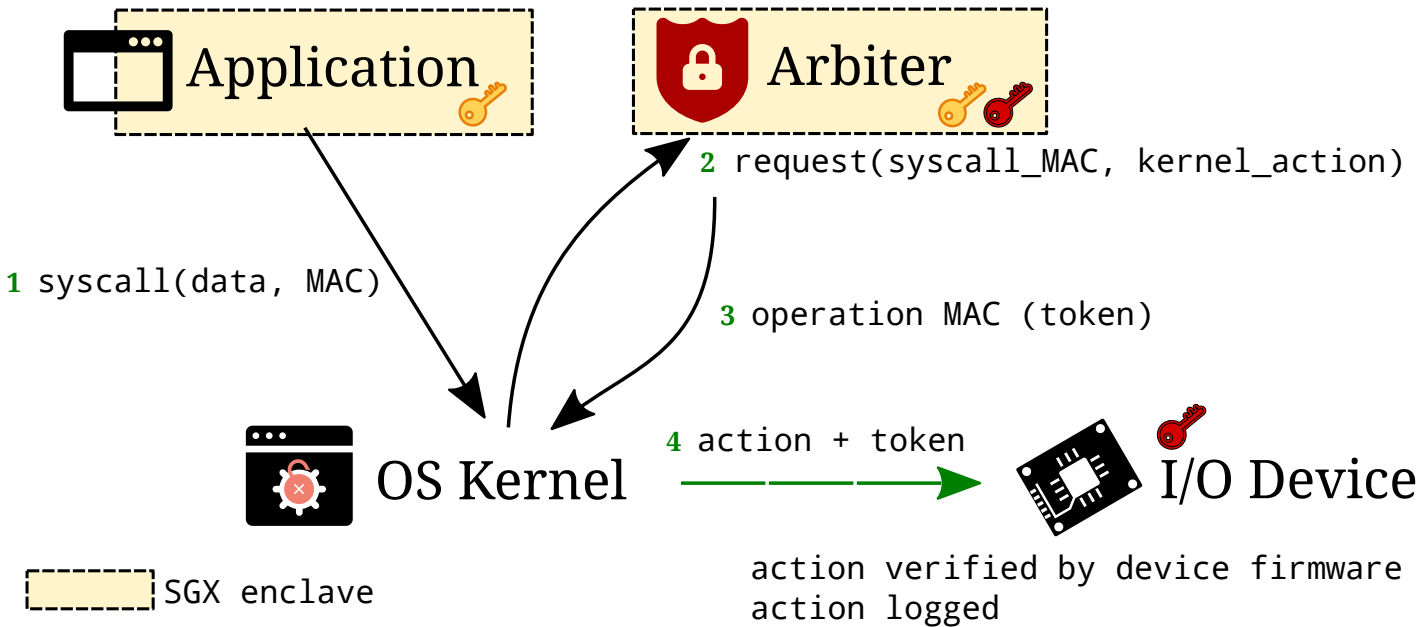 Application
Arbiter
2 request(syscall_MAC, kernel_action)
1 syscall(data, MAC)
3 operation MAC (token)
4 action + token
OS Kernel
I/O Device
action verified by device firmware
action logged
SGX enclave